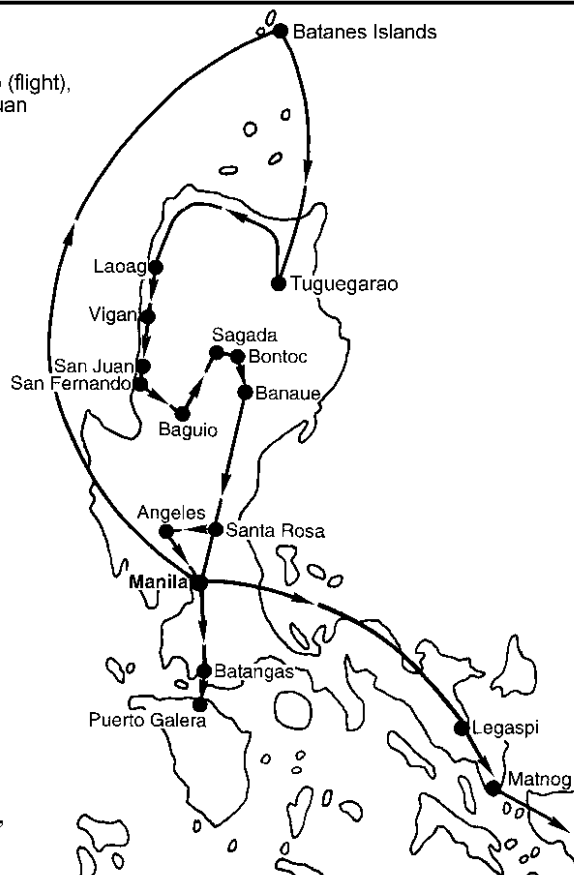 Batanes Islands
(flight),
Laoag
Tuguegarao
Vigan
Sagada
Bontoc
San Juan
San Fernando
Banaue
Baguio
Angeles
Santa Rosa
Manila
Batangas
Puerto Galera
Legaspi
Matnog